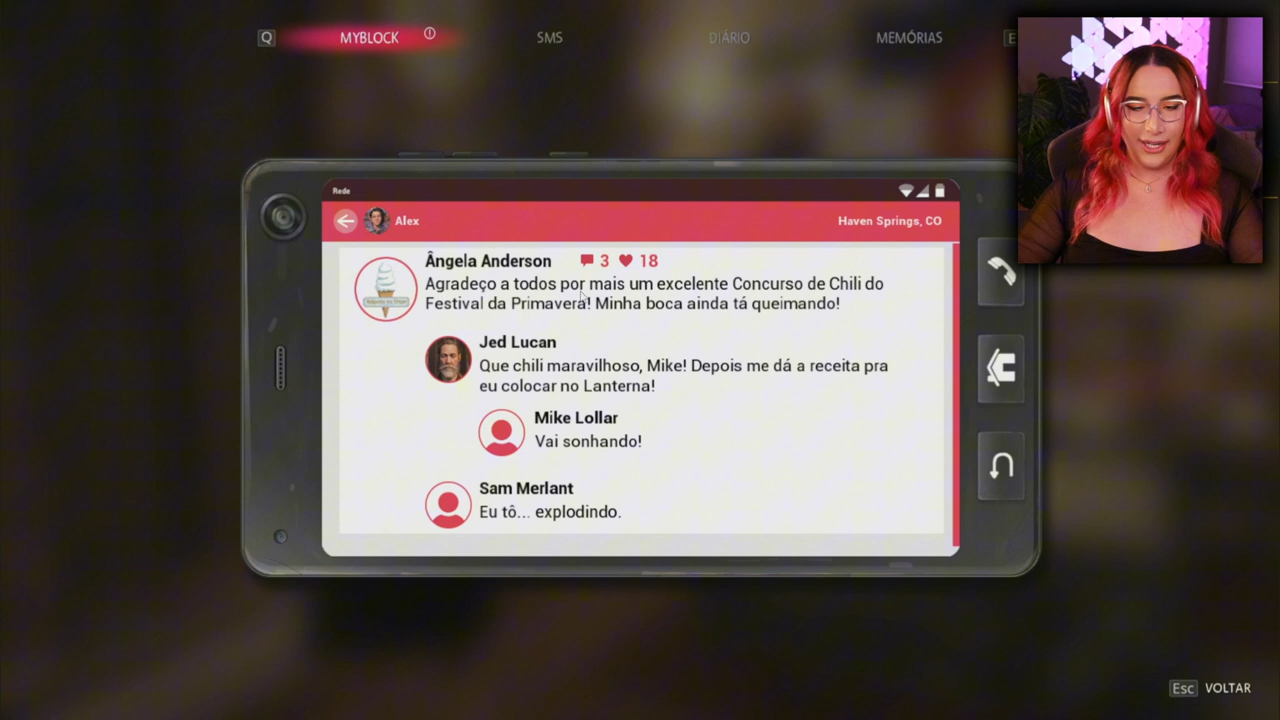 Q
MYBLOCK
SMS
DIÁRIO
MEMÓRIAS
E
Rede
Alex
Haven Springs, CO
Ângela Anderson 3 18
Agradeço a todos por mais um excelente Concurso de Chili do
Festival da Primavera! Minha boca ainda tá queimando!
Jed Lucan
Que chili maravilhoso, Mike! Depois me dá a receita pra
eu colocar no Lanterna!
Mike Lollar
Vai sonhando!
Sam Merlant
Eu tô... explodindo.
Esc VOLTAR